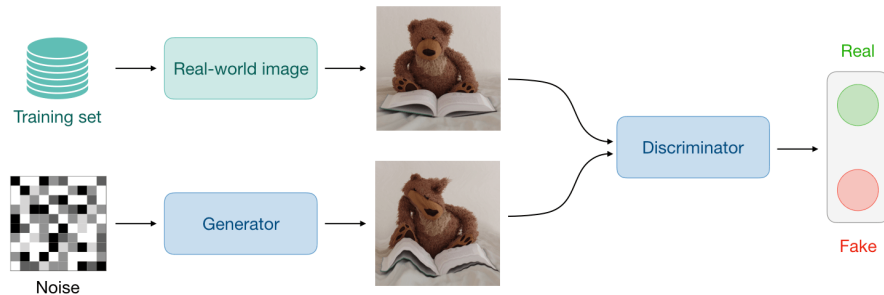 Real
Real-world image
Training set
Discriminator
Generator
Fake
Noise